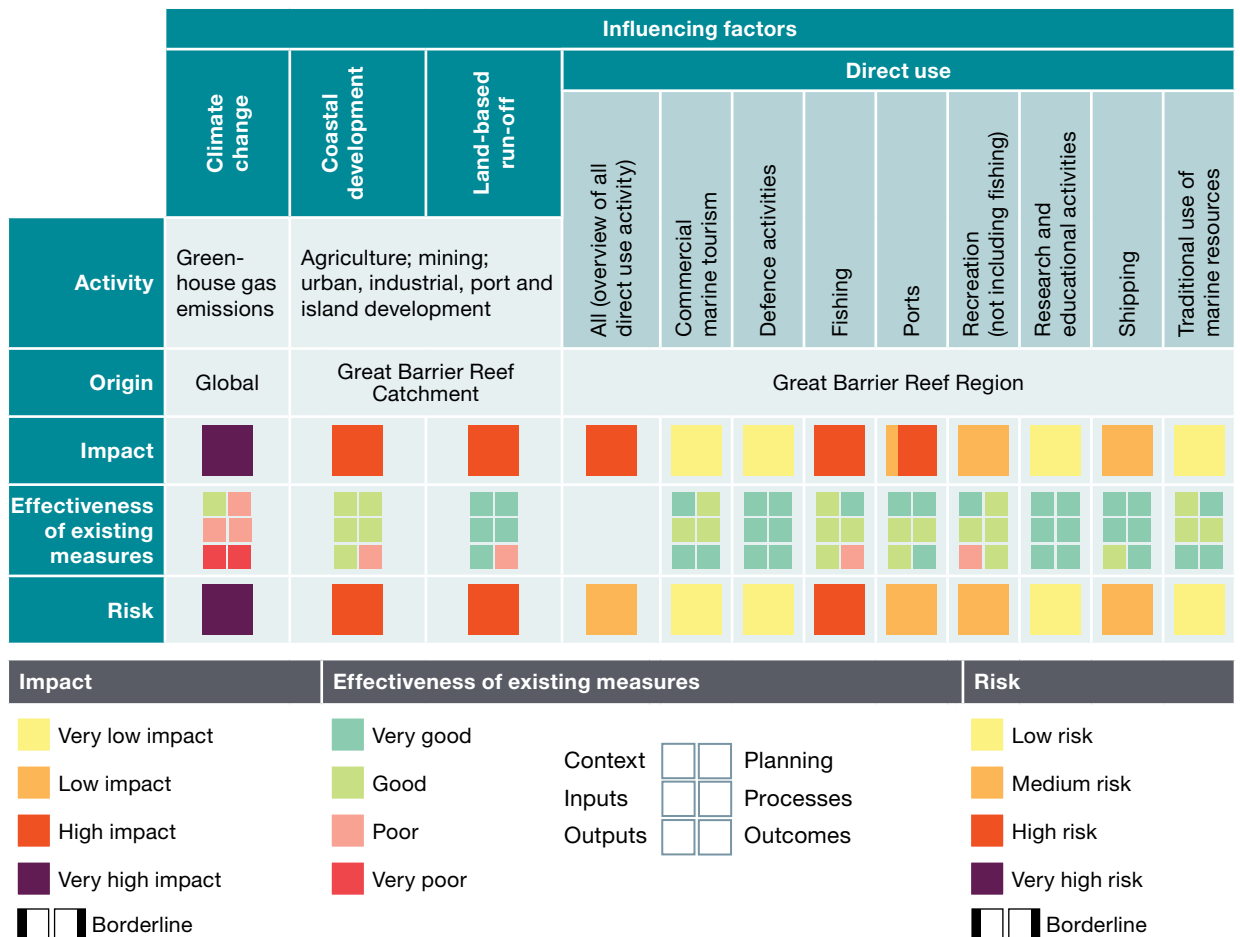 Influencing factors
Climate
change
Coastal
development
Land-based
run-off
Direct use
All (overview of all
direct use activity)
Commercial
marine tourism
Defence activities
Fishing
Ports
Recreation
(not including fishing)
Research and
educational activities
Shipping
Traditional use of
marine resources
Activity
Green-
house gas
emissions
Agriculture; mining;
urban, industrial, port and
island development
Origin
Global
Great Barrier Reef
Catchment
Great Barrier Reef Region
Impact
Effectiveness
of existing
measures
Risk
Impact
Very low impact
Low impact
High impact
Very high impact
Borderline
Effectiveness of existing measures
Very good
Good
Poor
Very poor
Context
Planning
Inputs
Processes
Outputs
Outcomes
Risk
Low risk
Medium risk
High risk
Very high risk
Borderline